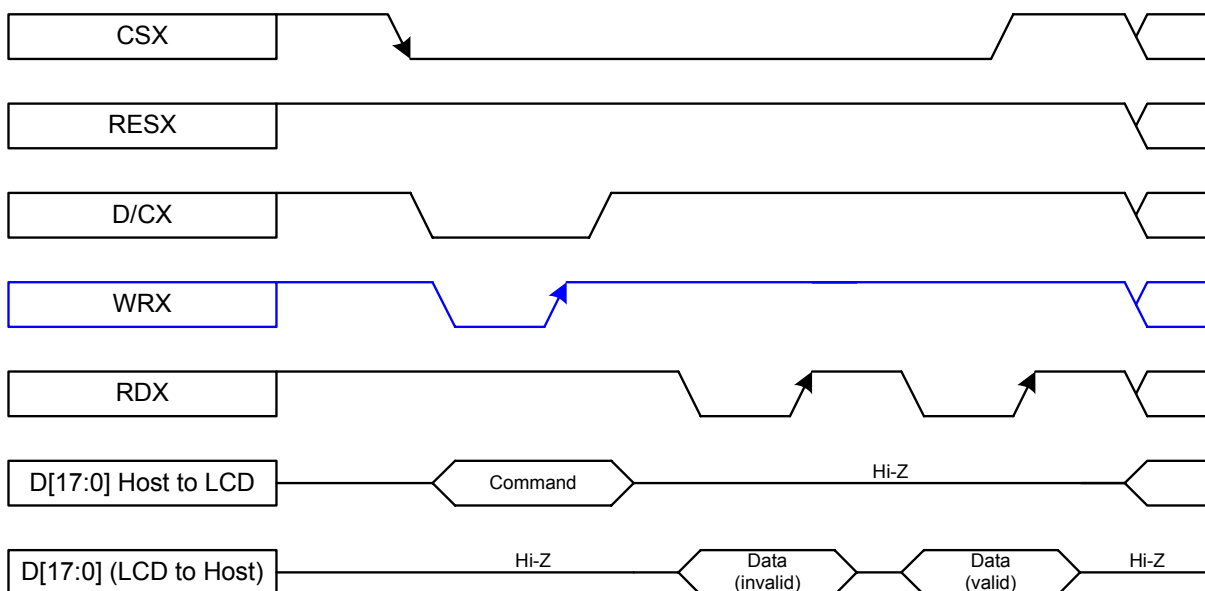 CSX
RESX
D/CX
WRX
RDX
D[17:0] Host to LCD
Command
Hi-Z
D[17:0] (LCD to Host)
Hi-Z
Data
(invalid)
Data
(valid)
Hi-Z